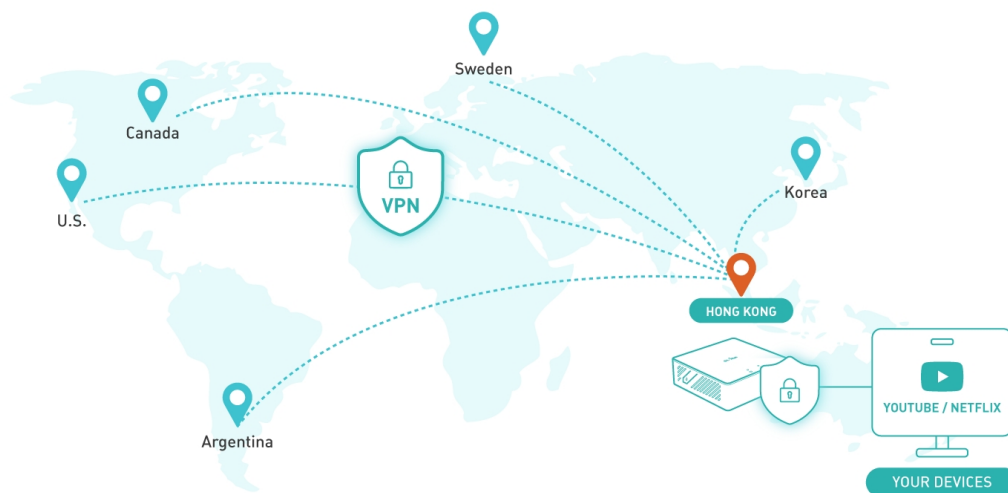 Sweden
Canada
VPN
Korea
U.S.
HONG KONG
YOUTUBE / NETFLIX
Argentina
YOUR DEVICES